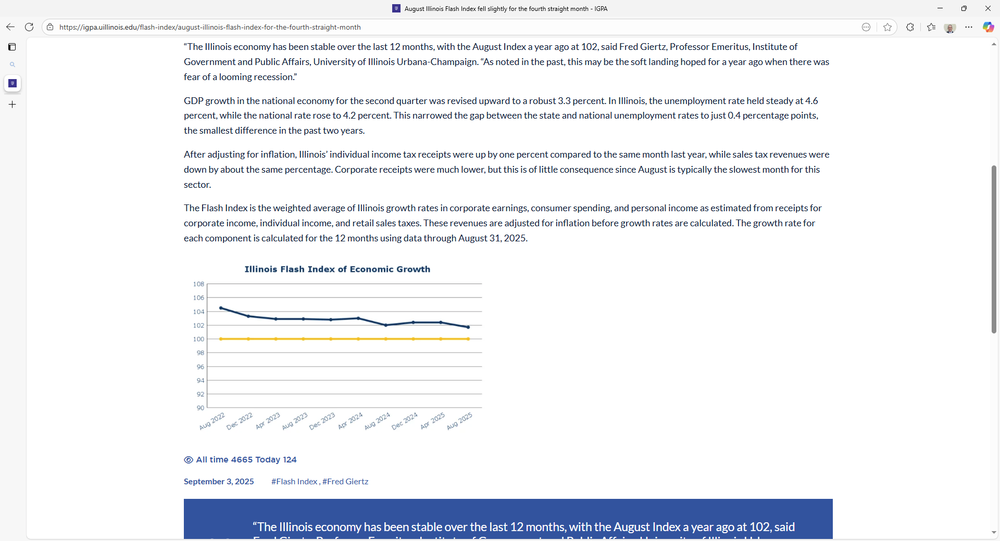 August Illinois Flash Index fell slightly for the fourth straight month - IGPA
https://igpa.uillinois.edu/flash-index/august-illinois-flash-index-for-the-fourth-straight-month
“The Illinois economy has been stable over the last 12 months, with the August Index a year ago at 102, said Fred Giertz, Professor Emeritus, Institute of
Government and Public Affairs, University of Illinois Urbana-Champaign. “As noted in the past, this may be the soft landing hoped for a year ago when there was
fear of a looming recession.”
GDP growth in the national economy for the second quarter was revised upward to a robust 3.3 percent. In Illinois, the unemployment rate held steady at 4.6
percent, while the national rate rose to 4.2 percent. This narrowed the gap between the state and national unemployment rates to just 0.4 percentage points,
the smallest difference in the past two years.
After adjusting for inflation, Illinois’ individual income tax receipts were up by one percent compared to the same month last year, while sales tax revenues were
down by about the same percentage. Corporate receipts were much lower, but this is of little consequence since August is typically the slowest month for this
sector.
The Flash Index is the weighted average of Illinois growth rates in corporate earnings, consumer spending, and personal income as estimated from receipts for
corporate income, individual income, and retail sales taxes. These revenues are adjusted for inflation before growth rates are calculated. The growth rate for
each component is calculated for the 12 months using data through August 31, 2025.
Illinois Flash Index of Economic Growth
108
106
104
102
100
98
96
94
92
90
Aug 2022 Dec 2022 Apr 2023 Aug 2023 Dec 2023 Apr 2024 Aug 2024 Dec 2024 Apr 2025 Aug 2025
All time 4665 Today 124
September 3, 2025 #Flash Index , #Fred Giertz
“The Illinois economy has been stable over the last 12 months, with the August Index a year ago at 102, said